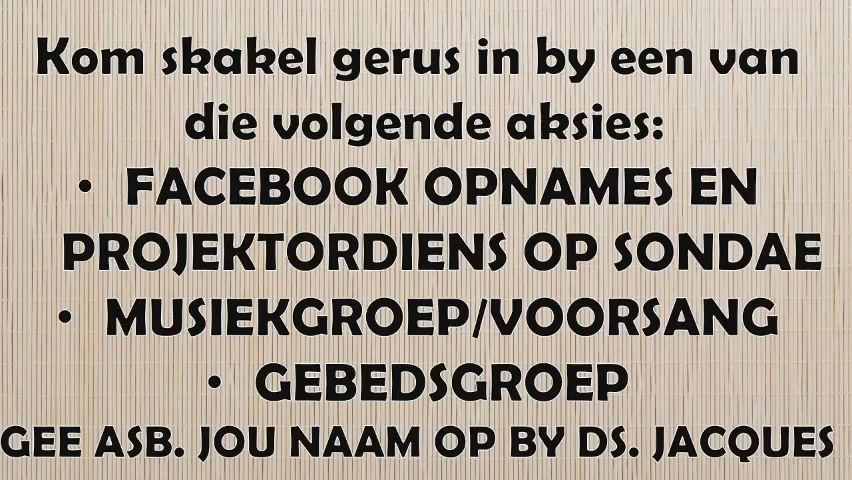 Kom skakel gerus in by een van
die volgende aksies:
• FACEBOOK OPNAMES EN
PROJEKTORDIENS OP SONDAE
• MUSIEKGROEP/VOORSANG
• GEBEDSGROEP
GEE ASB. JOU NAAM OP BY DS. JACQUES